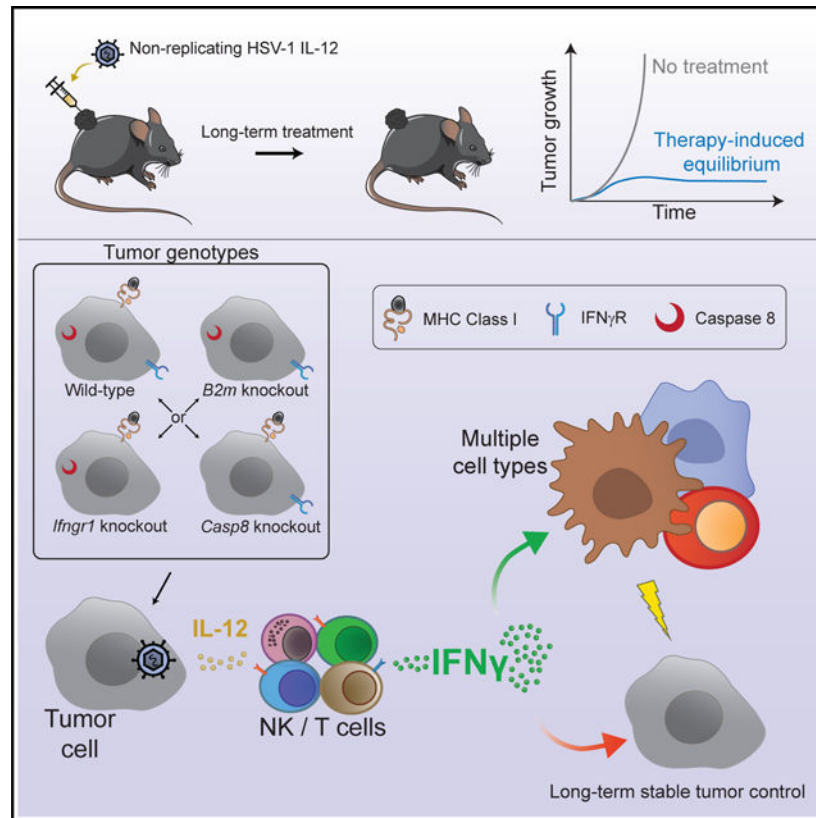 Non-replicating HSV-1 IL-12
Long-term treatment
Tumor growth
No treatment
Therapy-induced
equilibrium
Time
Tumor genotypes
Wild-type
B2m knockout
or
Ifngr1 knockout
Casp8 knockout
MHC Class I
IFNγR
Caspase 8
Multiple
cell types
IL-12
IFNγ
Tumor
cell
NK / T cells
Long-term stable tumor control